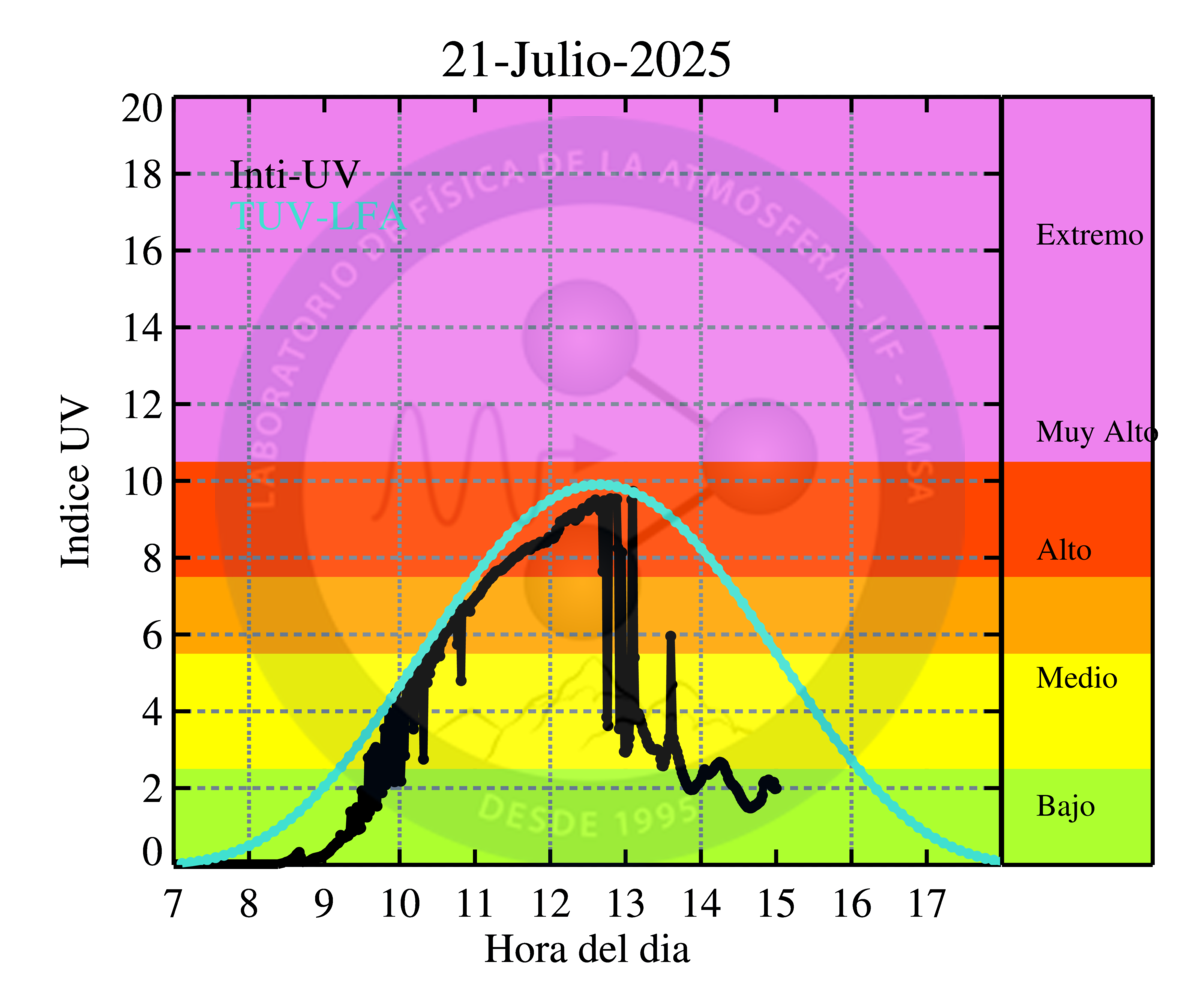 21-Julio-2025
20
18
16
14
12
10
8
6
4
2
0
Indice UV
Inti-UV
TUV-LFA
LABORATORIO DE FÍSICA DE LA ATMÓSFERA - IIF - UMSA
DESDE 1995
Extremo
Muy Alto
Alto
Medio
Bajo
7 8 9 10 11 12 13 14 15 16 17
Hora del dia